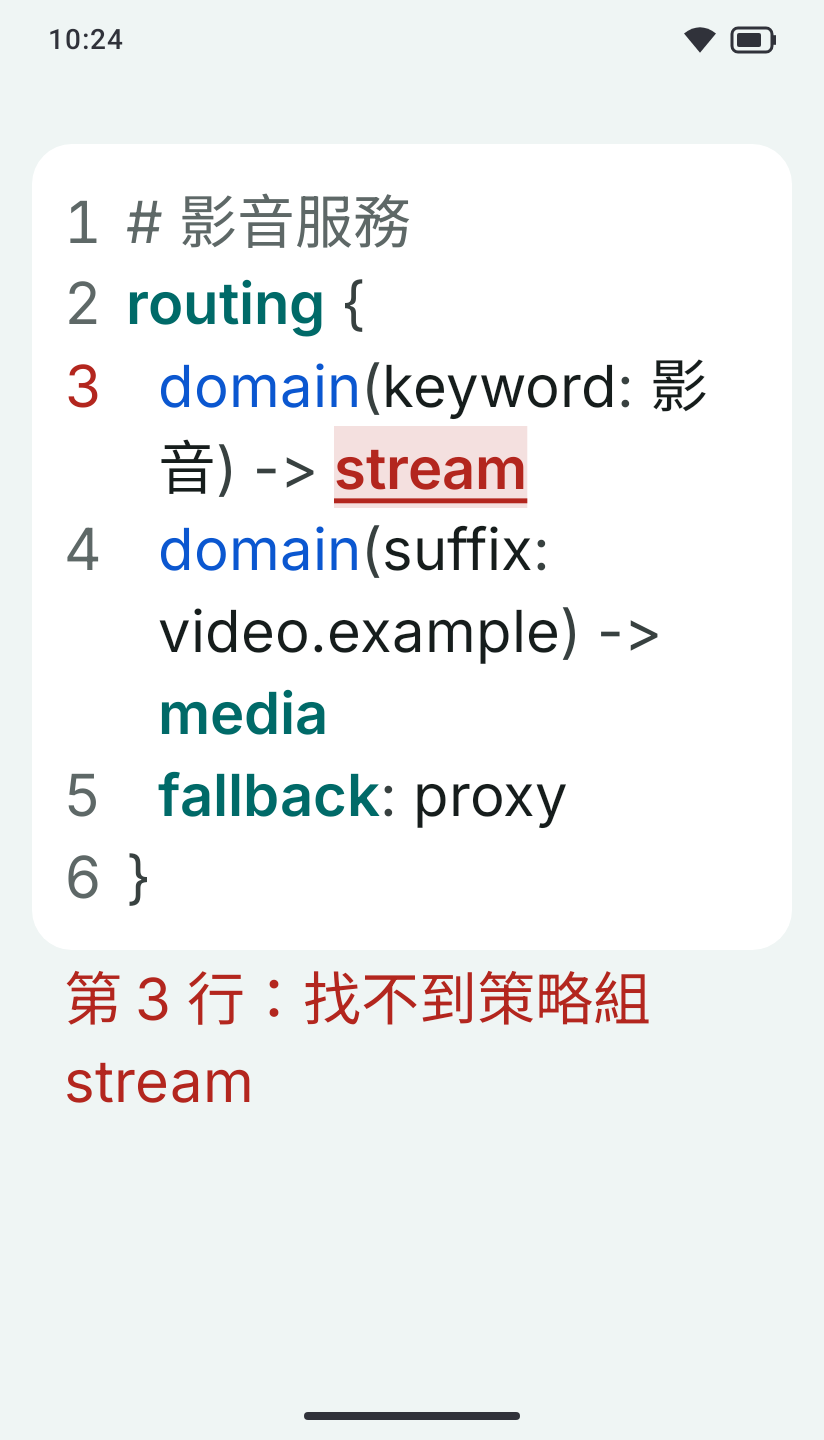 10:24
1 # 影音服務
2 routing {
3 domain(keyword: 影
音) -> stream
4 domain(suffix:
video.example) ->
media
5 fallback: proxy
6 }
第 3 行：找不到策略組
stream